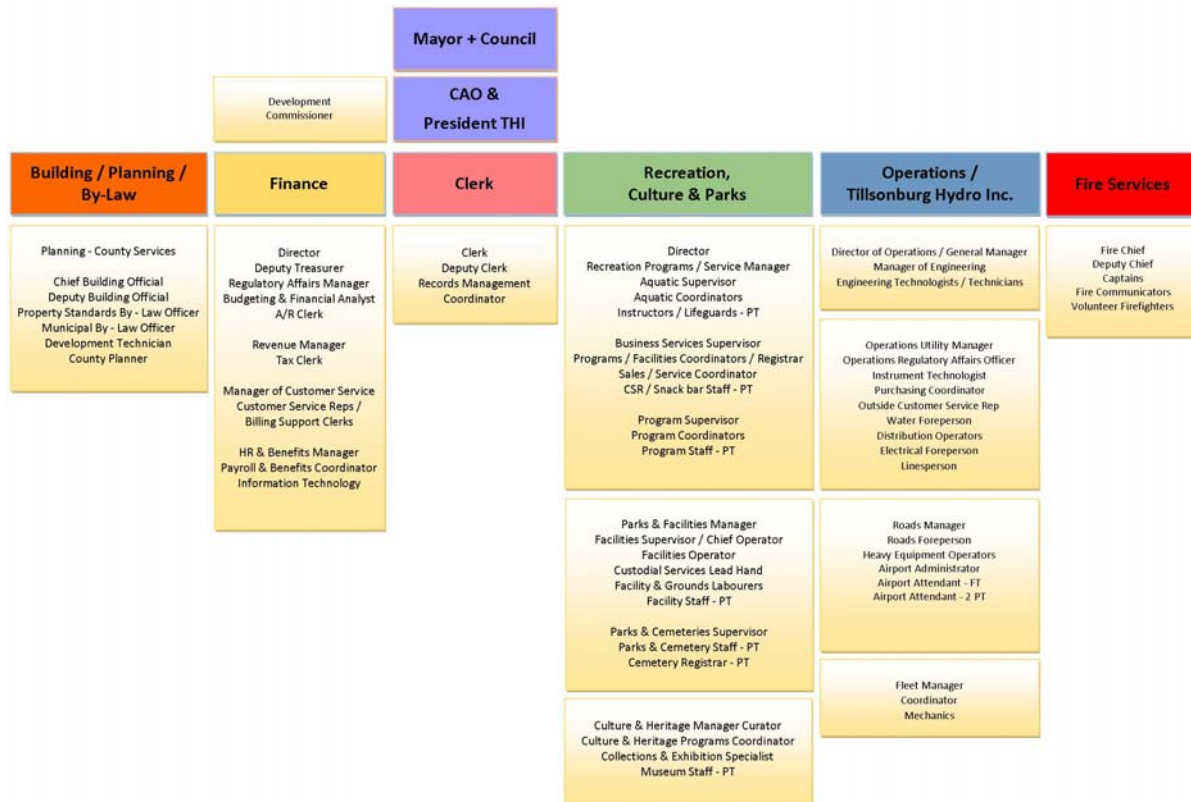 Mayor + Council
Development
Commissioner
CAO &
President THI
Building / Planning /
By-Law
Finance
Clerk
Recreation,
Culture & Parks
Operations /
Tillsonburg Hydro Inc.
Fire Services
Planning - County Services
Chief Building Official
Deputy Building Official
Property Standards By - Law Officer
Municipal By - Law Officer
Development Technician
County Planner
Director
Deputy Treasurer
Regulatory Affairs Manager
Budgeting & Financial Analyst
A/R Clerk
Revenue Manager
Tax Clerk
Manager of Customer Service
Customer Service Reps /
Billing Support Clerks
HR & Benefits Manager
Payroll & Benefits Coordinator
Information Technology
Clerk
Deputy Clerk
Records Management
Coordinator
Director
Recreation Programs / Service Manager
Aquatic Supervisor
Aquatic Coordinators
Instructors / Lifeguards - PT
Business Services Supervisor
Programs / Facilities Coordinators / Registrar
Sales / Service Coordinator
CSR / Snack bar Staff - PT
Program Supervisor
Program Coordinators
Program Staff - PT
Parks & Facilities Manager
Facilities Supervisor / Chief Operator
Facilities Operator
Custodial Services Lead Hand
Facility & Grounds Labourers
Facility Staff - PT
Parks & Cemeteries Supervisor
Parks & Cemetery Staff - PT
Cemetery Registrar - PT
Culture & Heritage Manager Curator
Culture & Heritage Programs Coordinator
Collections & Exhibition Specialist
Museum Staff - PT
Director of Operations / General Manager
Manager of Engineering
Engineering Technologists / Technicians
Operations Utility Manager
Operations Regulatory Affairs Officer
Instrument Technologist
Purchasing Coordinator
Outside Customer Service Rep
Water Foreperson
Distribution Operators
Electrical Foreperson
Linesperson
Roads Manager
Roads Foreperson
Heavy Equipment Operators
Airport Administrator
Airport Attendant - FT
Airport Attendant - 2 PT
Fleet Manager
Coordinator
Mechanics
Fire Chief
Deputy Chief
Captains
Fire Communicators
Volunteer Firefighters